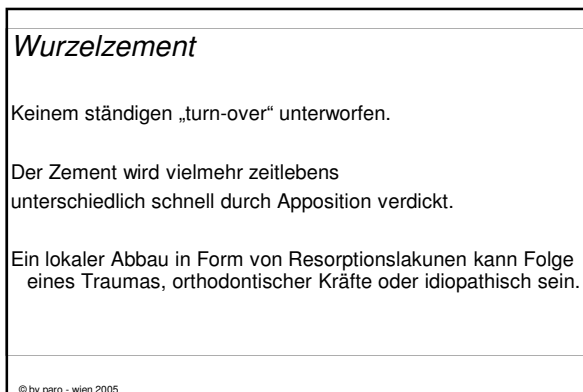 Wurzelzement
Keinem ständigen „turn-over“ unterworfen.
Der Zement wird vielmehr zeitlebens
unterschiedlich schnell durch Apposition verdickt.
Ein lokaler Abbau in Form von Resorptionslakunen kann Folge
eines Traumas, orthodontischer Kräfte oder idiopathisch sein.
© by paro - wien 2005